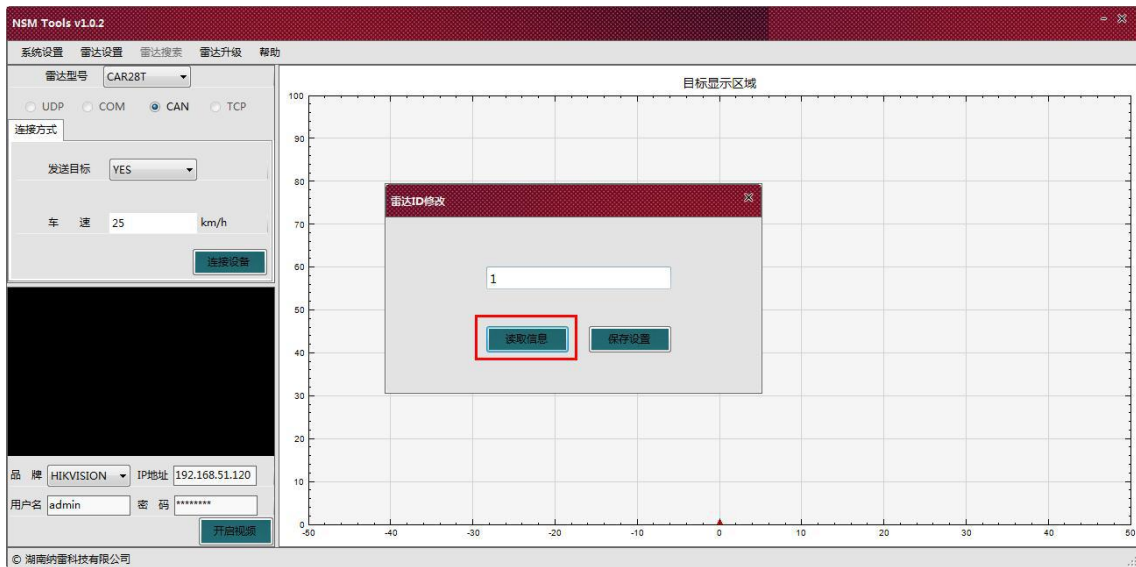 NSM Tools v1.0.2
系统设置 雷达设置 雷达搜索 雷达升级 帮助
雷达型号 CAR28T
UDP COM CAN TCP
连接方式
发送目标 YES
车 速 25 km/h
连接设备
品 牌 HIKVISION IP地址 192.168.51.120
用户名 admin 密 码 ********
开启视频
目标显示区域
100
90
80
70
60
50
40
30
20
10
0
-50 -40 -30 -20 -10 0 10 20 30 40 50
雷达ID修改
1
读取信息 保存设置
© 湖南纳雷科技有限公司